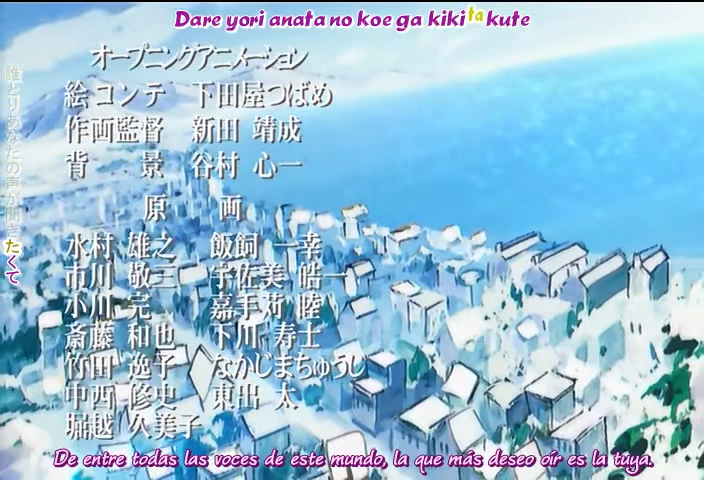 Dare yori anata no koe ga kikitakute
誰どりあなたの声が聞きたくて
オープニングアニメーション
絵コンテ 下田屋つばめ
作画監督 新田 靖成
背 景 谷村 心一
原 画
水村 雄之 飯飼 一幸
市川 敬三 宇佐美 皓一
小川 完 嘉手苅 睦
斎藤 和也 下川 寿士
竹田 逸子 なかじまちゅうじ
中西 修史 東出 太
堀越 久美子
De entre todas las voces de este mundo, la que más deseo oír es la tuya.